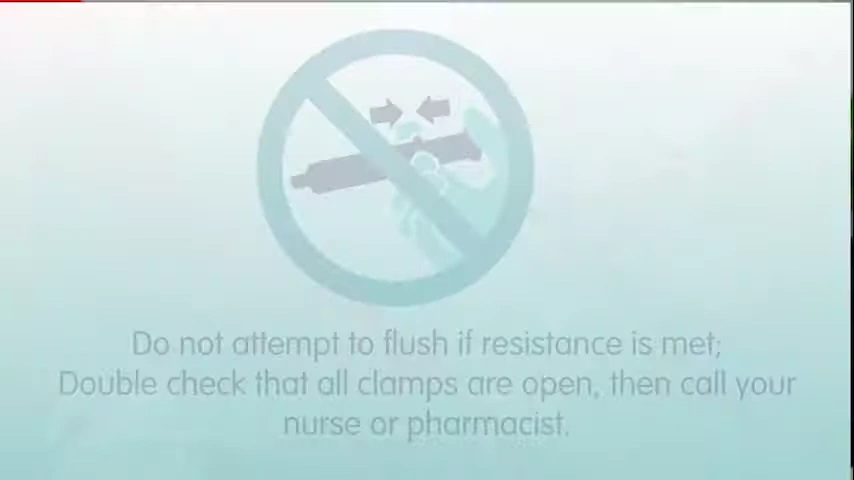 Do not attempt to flush if resistance is met;
Double check that all clamps are open, then call your
nurse or pharmacist.